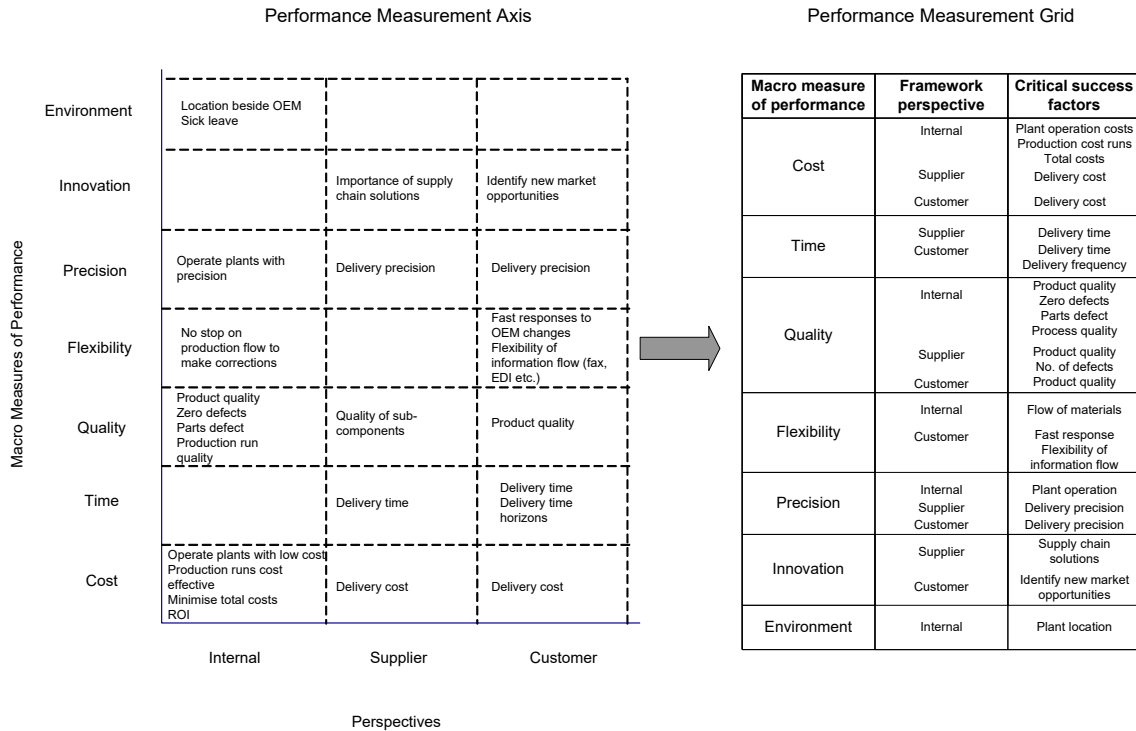 Performance Measurement Axis
Performance Measurement Grid
Macro Measures of Performance
Environment
Location beside OEM
Sick leave
Innovation
Importance of supply
chain solutions
Identify new market
opportunities
Precision
Operate plants with
precision
Delivery precision
Delivery precision
Flexibility
No stop on
production flow to
make corrections
Fast responses to
OEM changes
Flexibility of
information flow (fax,
EDI etc.)
Quality
Product quality
Zero defects
Parts defect
Production run
quality
Quality of sub-
components
Product quality
Time
Delivery time
Delivery time
Delivery time
horizons
Cost
Operate plants with low cost
Production runs cost
effective
Minimise total costs
ROI
Delivery cost
Delivery cost
Internal
Supplier
Customer
Perspectives
Macro measure
of performance
Framework
perspective
Critical success
factors
Cost
Internal
Plant operation costs
Production cost runs
Total costs
Supplier
Delivery cost
Customer
Delivery cost
Time
Supplier
Delivery time
Customer
Delivery time
Delivery frequency
Quality
Internal
Product quality
Zero defects
Parts defect
Process quality
Supplier
Product quality
No. of defects
Customer
Product quality
Flexibility
Internal
Flow of materials
Customer
Fast response
Flexibility of
information flow
Precision
Internal
Plant operation
Supplier
Delivery precision
Customer
Delivery precision
Innovation
Supplier
Supply chain
solutions
Customer
Identify new market
opportunities
Environment
Internal
Plant location